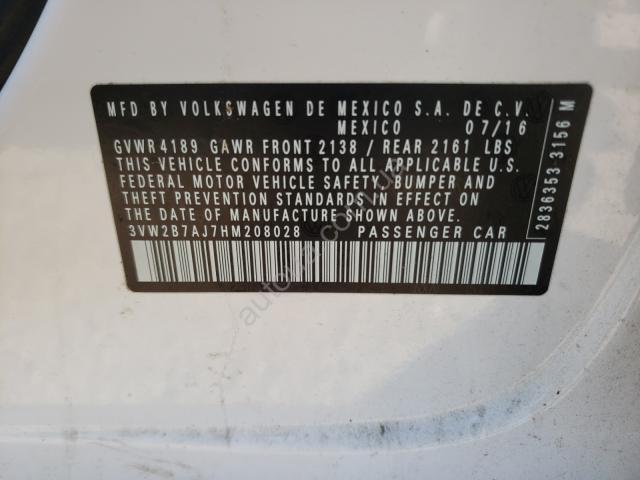 MFD BY VOLKSWAGEN DE MEXICO S.A. DE C.V.
MEXICO 07/16
GVWR 4189 GAWR FRONT 2138 / REAR 2161 LBS
THIS VEHICLE CONFORMS TO ALL APPLICABLE U.S.
FEDERAL MOTOR VEHICLE SAFETY, BUMPER AND
THEFT PREVENTION STANDARDS IN EFFECT ON
THE DATE OF MANUFACTURE SHOWN ABOVE.
3VW2B7AJ7HM208028 PASSENGER CAR
2836353 3156 M